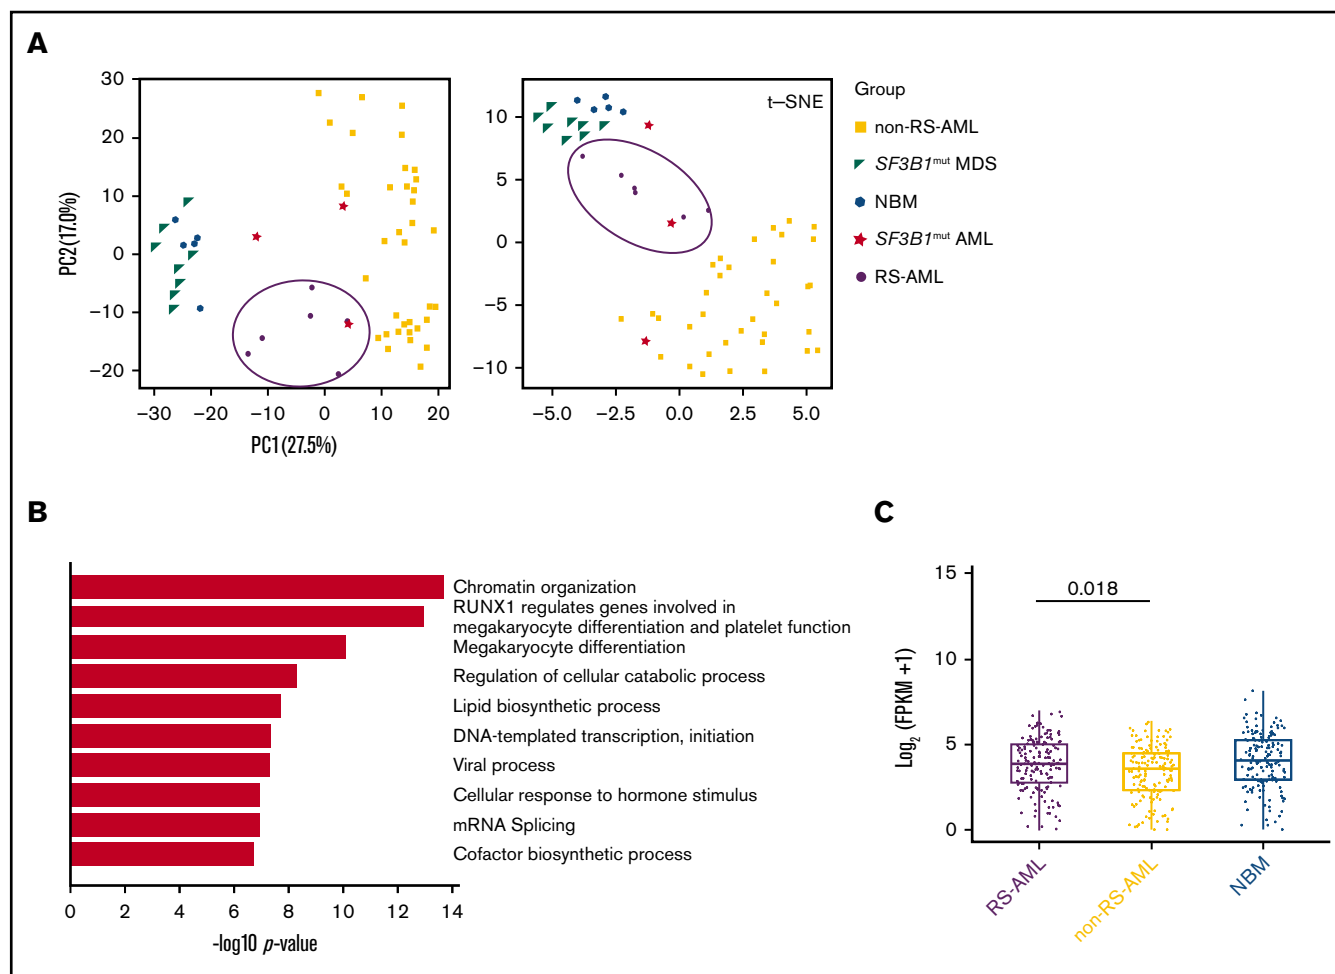 A
30
20
10
0
−10
−20
PC2 (17.0%)
−30 −20 −10 0 10 20
PC1 (27.5%)
t–SNE
10
5
0
−5
−10
−5.0 −2.5 0.0 2.5 5.0
Group
non-RS-AML
SF3B1mut MDS
NBM
SF3B1mut AML
RS-AML
B
Chromatin organization
RUNX1 regulates genes involved in
megakaryocyte differentiation and platelet function
Megakaryocyte differentiation
Regulation of cellular catabolic process
Lipid biosynthetic process
DNA-templated transcription, initiation
Viral process
Cellular response to hormone stimulus
mRNA Splicing
Cofactor biosynthetic process
0 2 4 6 8 10 12 14
-log10 p-value
C
15
10
5
0
Log2 (FPKM +1)
0.018
RS-AML
non-RS-AML
NBM